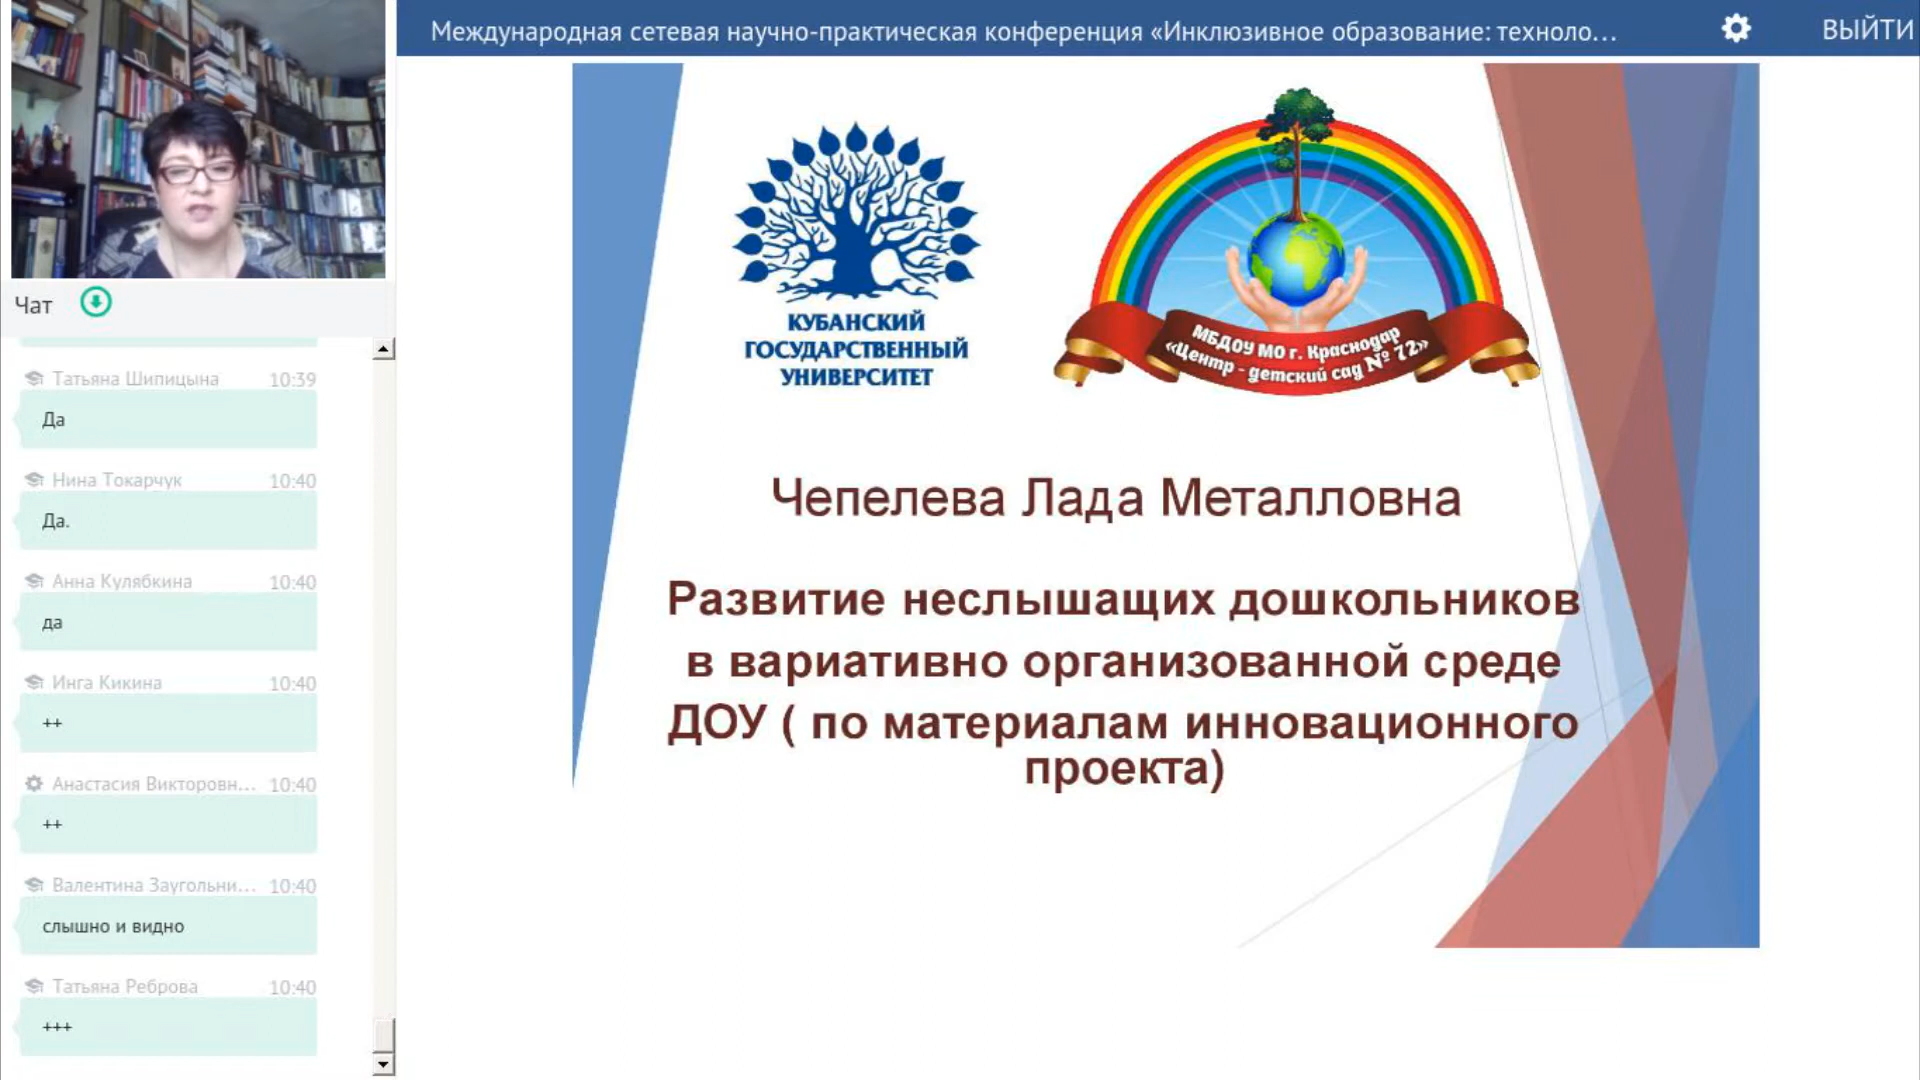 Международная сетевая научно-практическая конференция «Инклюзивное образование: техноло...
ВЫЙТИ
Чат
Татьяна Шипицына 10:39
Да
Нина Токарчук 10:40
Да.
Анна Кулябкина 10:40
да
Инга Кикина 10:40
++
Анастасия Викторовн... 10:40
++
Валентина Заугольни... 10:40
слышно и видно
Татьяна Реброва 10:40
+++
КУБАНСКИЙ
ГОСУДАРСТВЕННЫЙ
УНИВЕРСИТЕТ
МБДОУ МО г. Краснодар
«Центр - детский сад № 72»
Чепелева Лада Металловна
Развитие неслышащих дошкольников
в вариативно организованной среде
ДОУ ( по материалам инновационного
проекта)